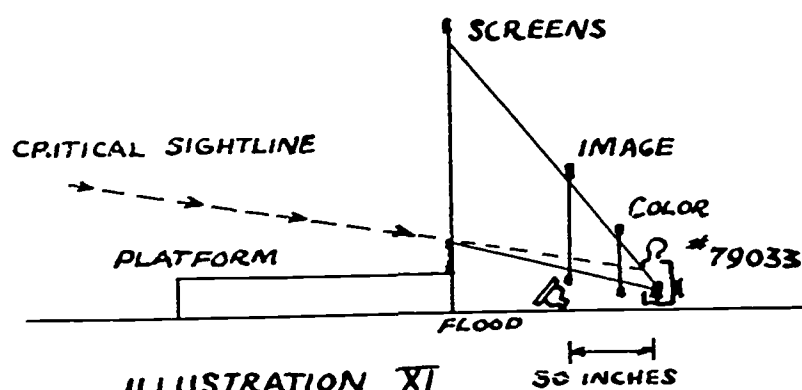 SCREENS
CRITICAL SIGHTLINE
IMAGE
COLOR
#79033
PLATFORM
FLOOD
50 INCHES
ILLUSTRATION XI